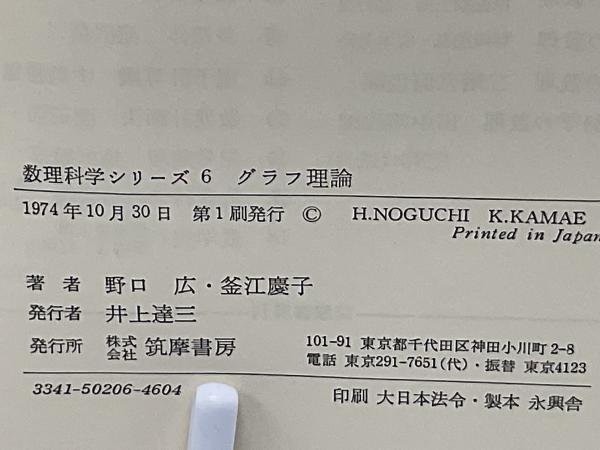 数理科学シリーズ 6 グラフ理論
1974年10月30日 第1刷発行 © H.NOGUCHI K.KAMAE
Printed in Japan
著者 野口 広・釜江慶子
発行者 井上達三
発行所 株式会社 筑摩書房
101-91 東京都千代田区神田小川町2-8
電話 東京291-7651(代)・振替 東京4123
3341-50206-4604
印刷 大日本法令・製本 永興舎